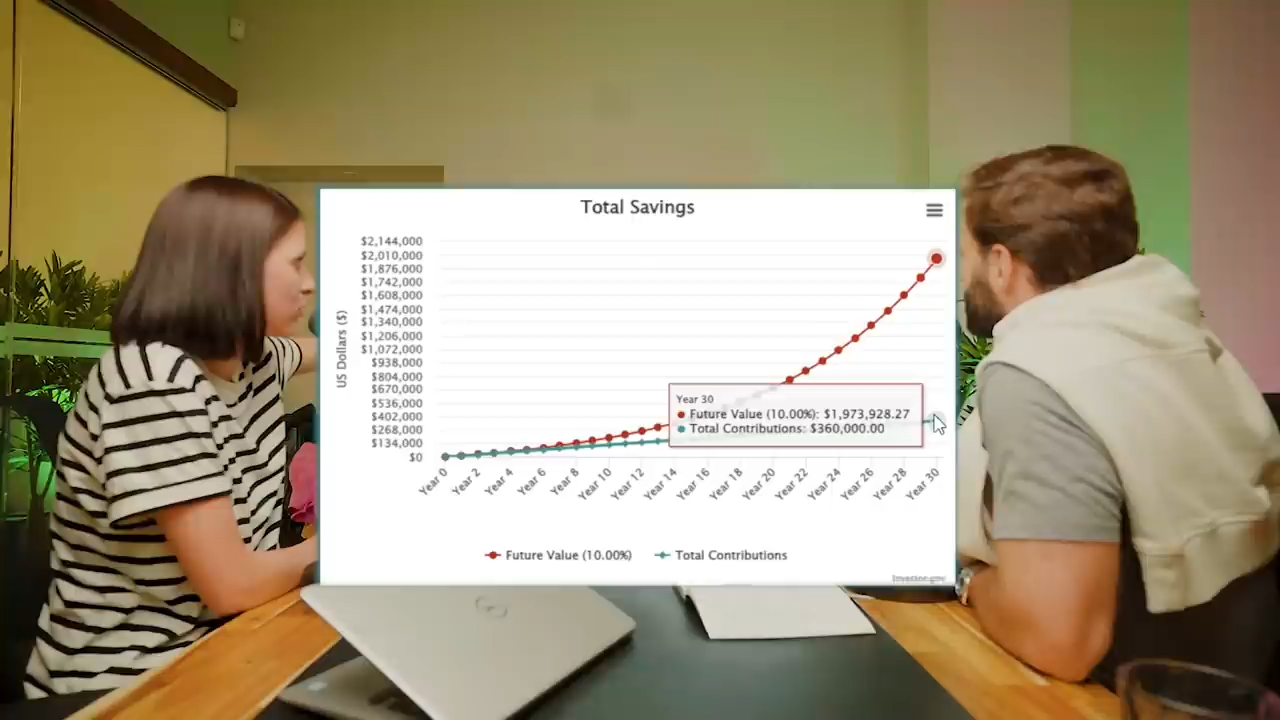 Total Savings
US Dollars ($)
$2,144,000
$2,010,000
$1,876,000
$1,742,000
$1,608,000
$1,474,000
$1,340,000
$1,206,000
$1,072,000
$938,000
$804,000
$670,000
$536,000
$402,000
$268,000
$134,000
$0
Year 30
Future Value (10.00%): $1,973,928.27
Total Contributions: $360,000.00
Year 0
Year 2
Year 4
Year 6
Year 8
Year 10
Year 12
Year 14
Year 16
Year 18
Year 20
Year 22
Year 24
Year 26
Year 28
Year 30
Future Value (10.00%)
Total Contributions
Investor.gov